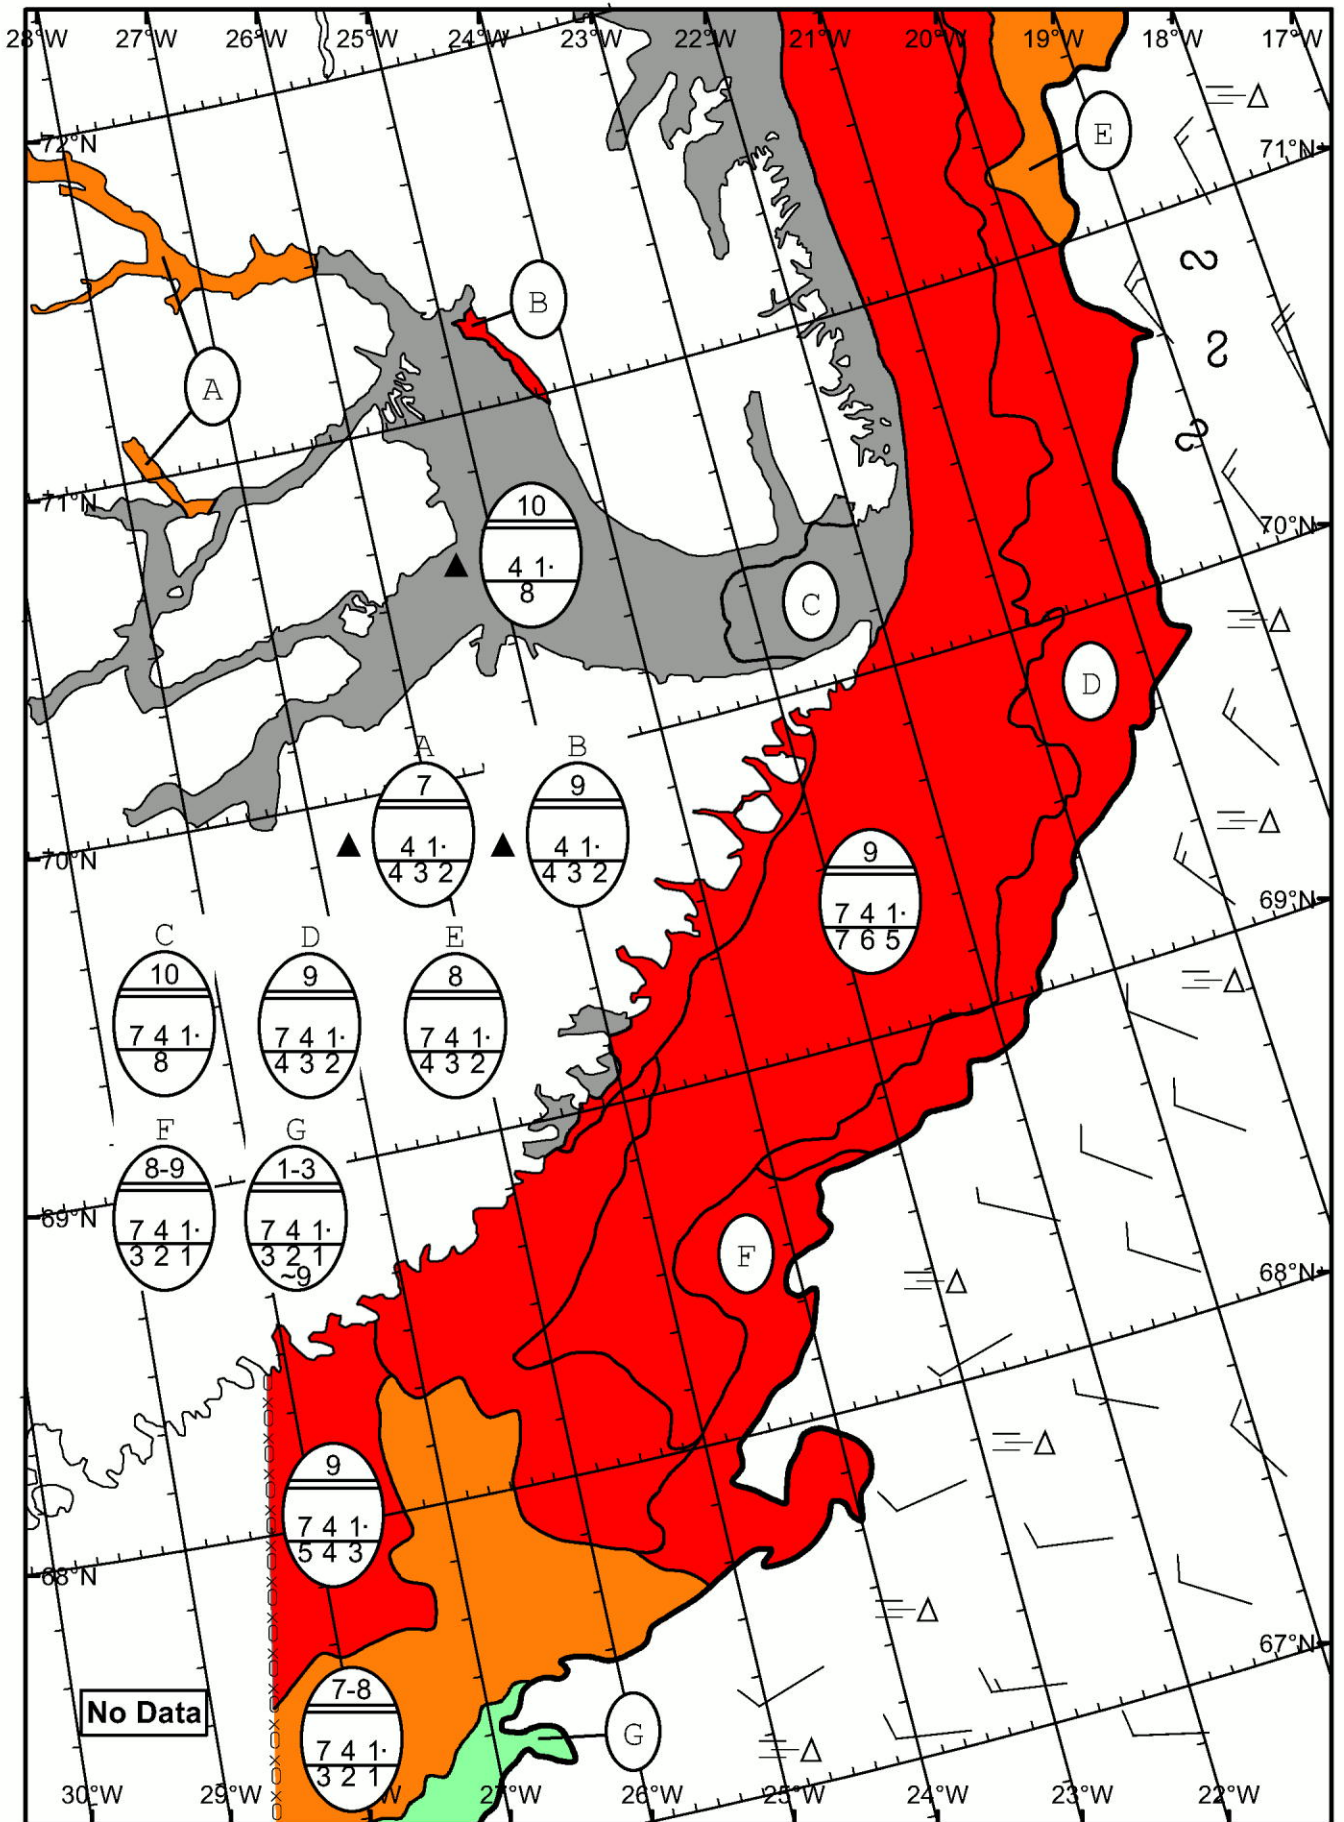 28°W 27°W 26°W 25°W 24°W 23°W 22°W 21°W 20°W 19°W 18°W 17°W
E
72°N 71°N
B
A
71°N 70°N
10
4 1·
8
C
D
A B
7 9
4 1· 4 1·
4 3 2 4 3 2
70°N
9
7 4 1·
7 6 5
69°N
C D E
10 9 8
7 4 1· 7 4 1· 7 4 1·
8 4 3 2 4 3 2
F G
8-9 1-3
7 4 1· 7 4 1·
3 2 1 3 2 1
~9
69°N
F
68°N
9
7 4 1·
5 4 3
68°N
67°N
7-8
7 4 1·
3 2 1
No Data
G
30°W 29°W 27°W 26°W 25°W 24°W 23°W 22°W